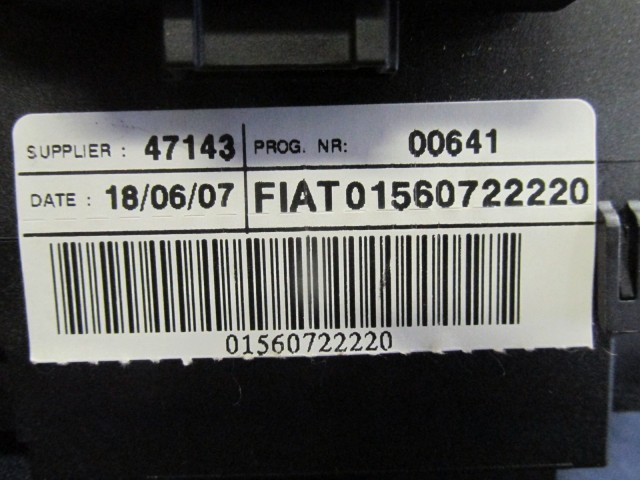 SUPPLIER : 47143 PROG. NR: 00641
DATE : 18/06/07 FIAT01560722220
01560722220